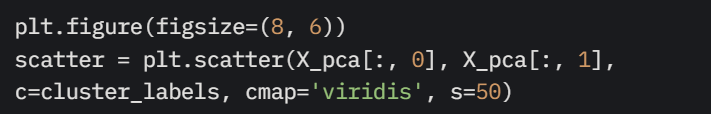 plt.figure(figsize=(8, 6))
scatter = plt.scatter(X_pca[:, 0], X_pca[:, 1],
c=cluster_labels, cmap='viridis', s=50)